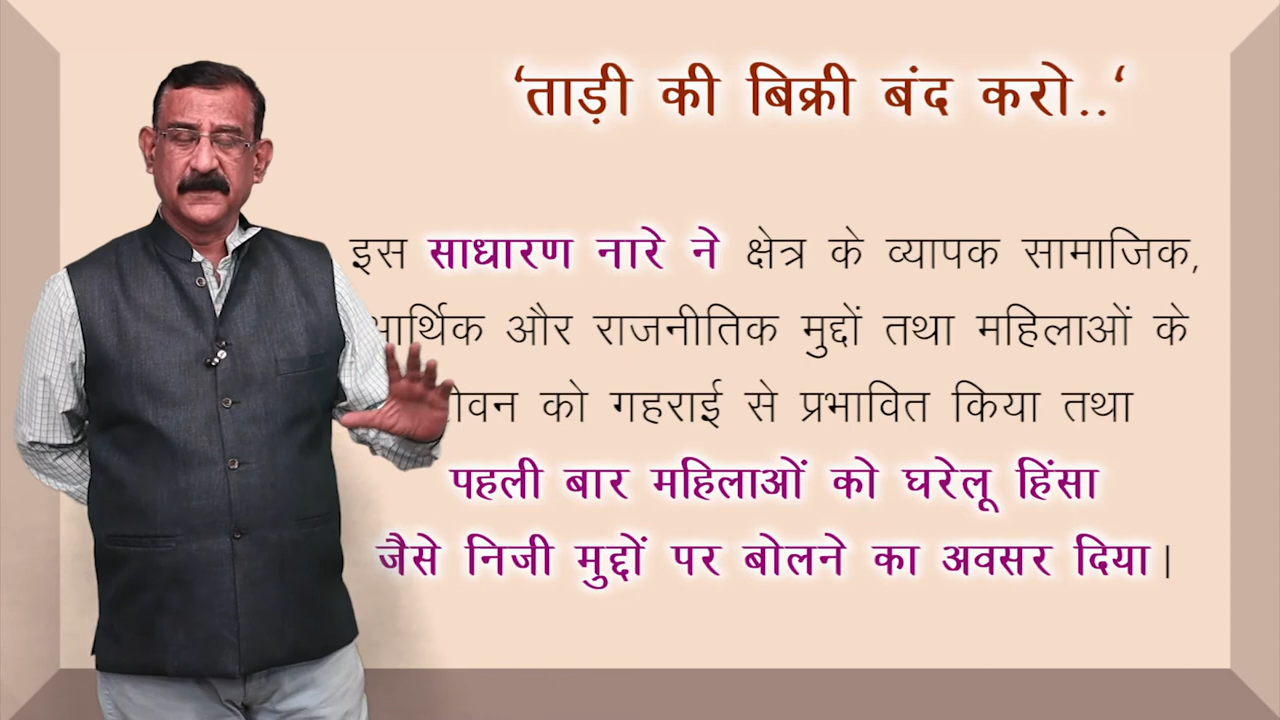 ‘ताड़ी की बिक्री बंद करो..‘
इस साधारण नारे ने क्षेत्र के व्यापक सामाजिक,
और राजनीतिक मुद्दों तथा महिलाओं के
को गहराई से प्रभावित किया तथा
पहली बार महिलाओं को घरेलू हिंसा
जैसे निजी मुद्दों पर बोलने का अवसर दिया।